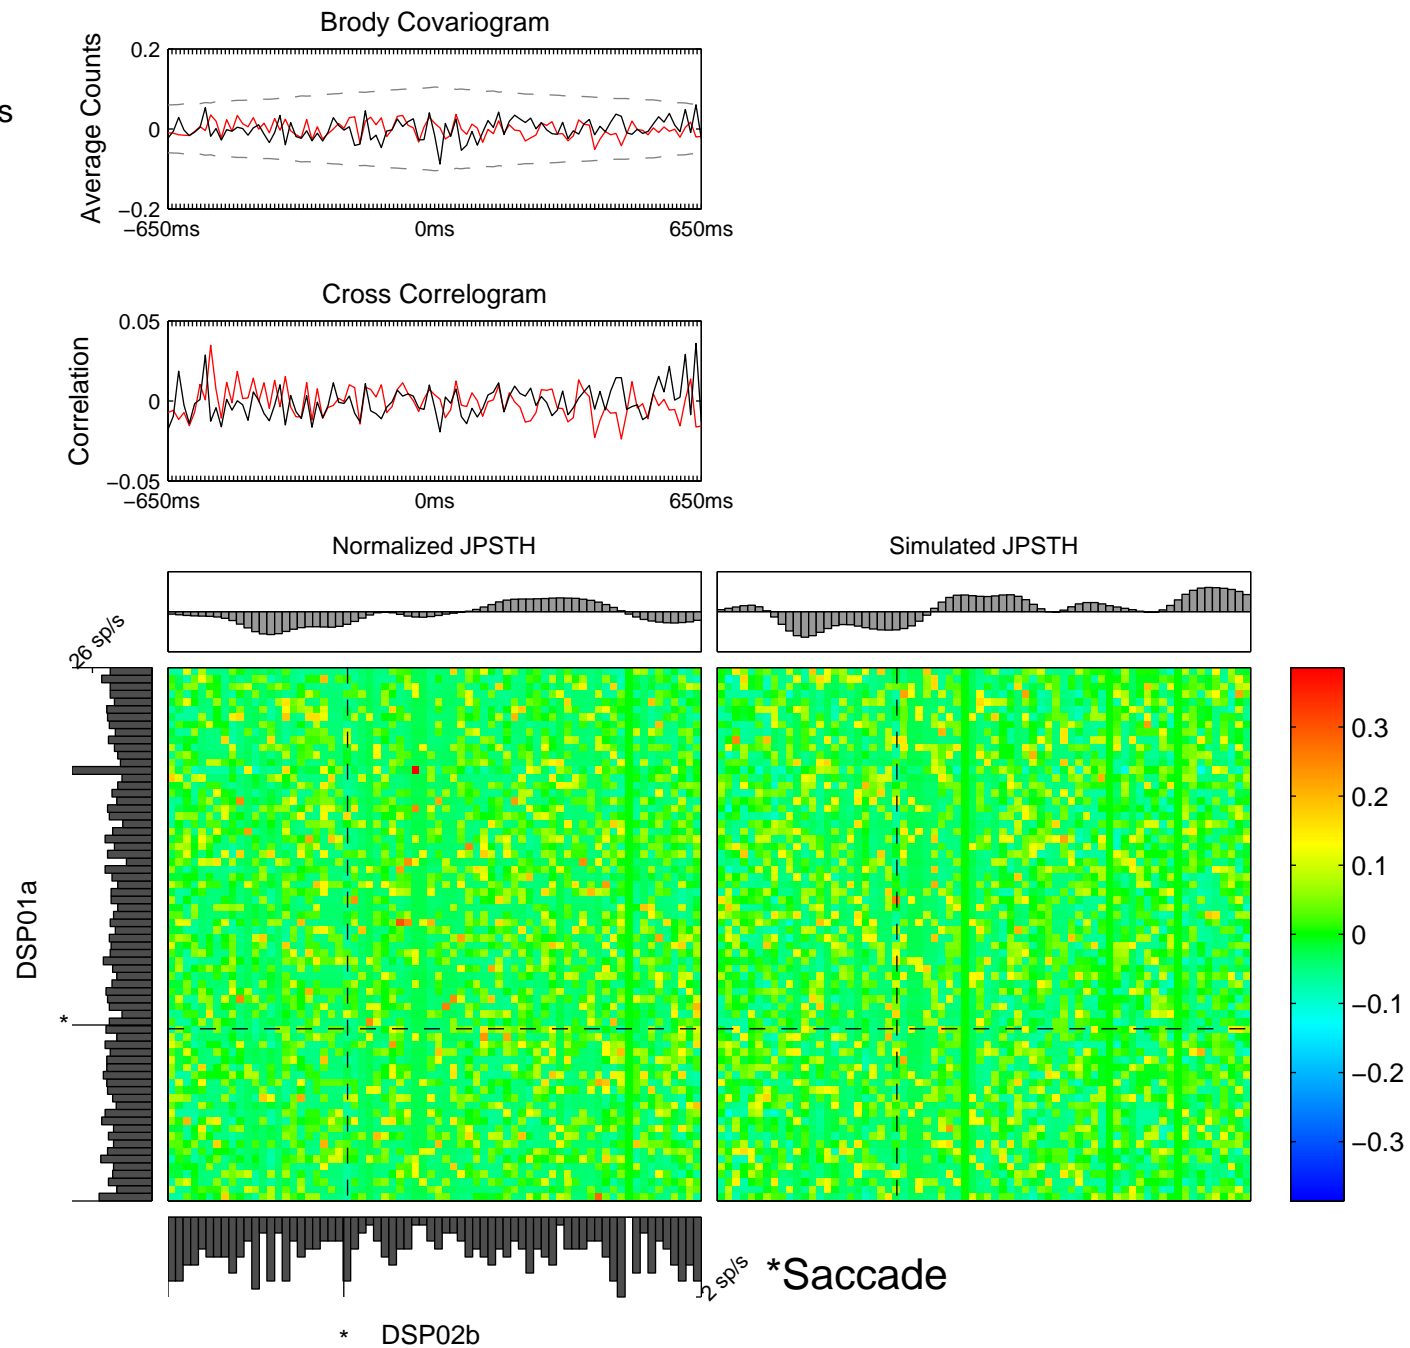 Brody Covariogram
s
Average Counts
0.2
0
−0.2
−650ms
0ms
650ms
Cross Correlogram
Correlation
0.05
0
−0.05
−650ms
0ms
650ms
Normalized JPSTH
Simulated JPSTH
26 sp/s
DSP01a
*
0.3
0.2
0.1
0
−0.1
−0.2
−0.3
2 sp/s
*Saccade
* DSP02b